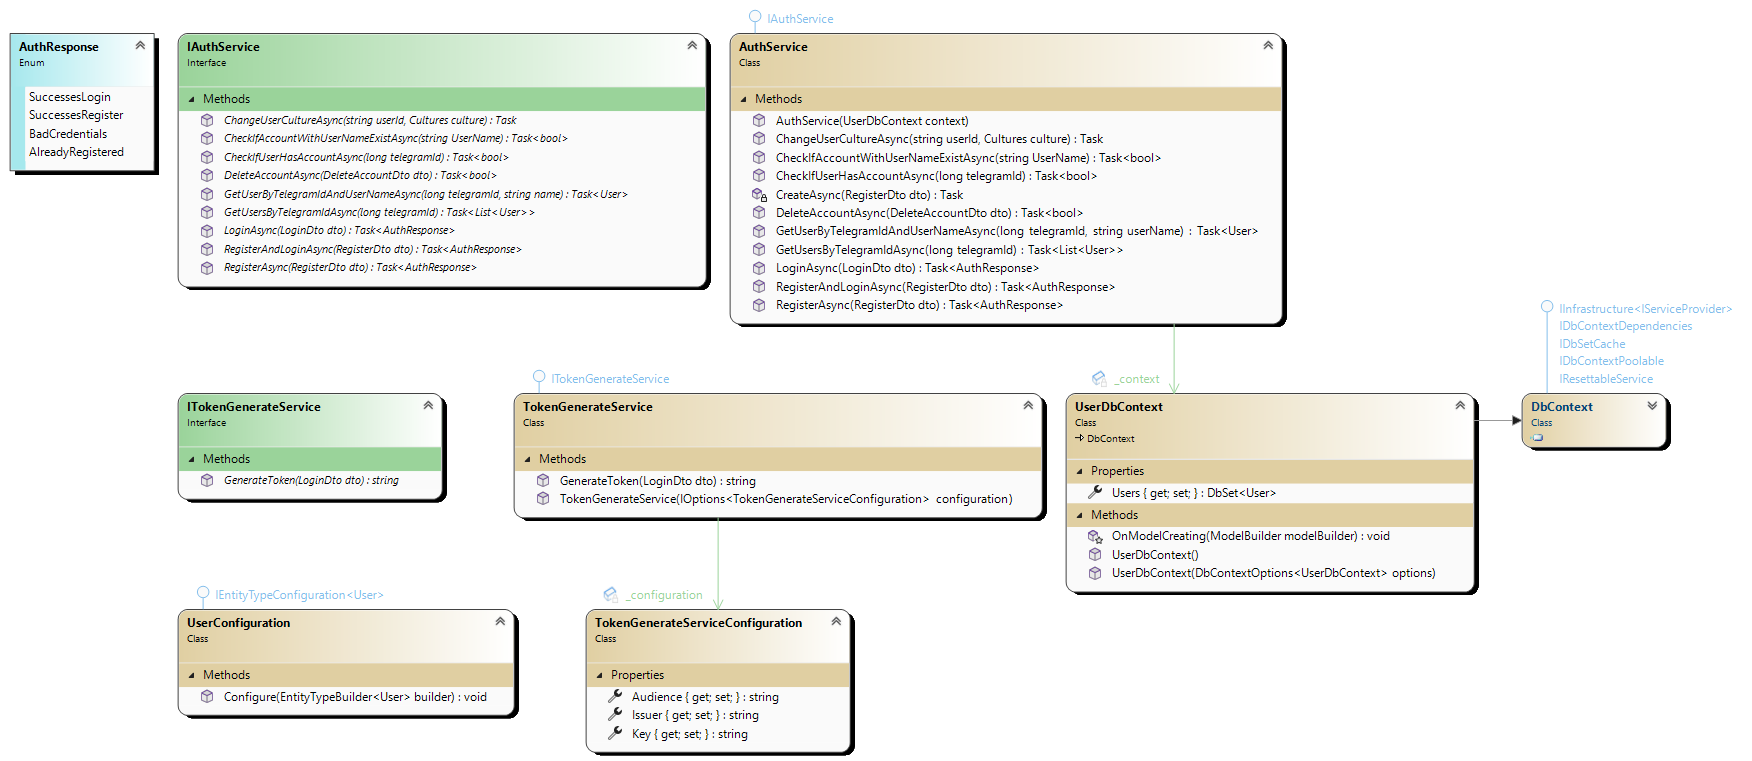 AuthResponse
Enum
SuccessesLogin
SuccessesRegister
BadCredentials
AlreadyRegistered
IAuthService
Interface
Methods
ChangeUserCultureAsync(string userId, Cultures culture) : Task
CheckIfAccountWithUserNameExistAsync(string UserName) : Task<bool>
CheckIfUserHasAccountAsync(long telegramId) : Task<bool>
DeleteAccountAsync(DeleteAccountDto dto) : Task<bool>
GetUserByTelegramIdAndUserNameAsync(long telegramId, string name) : Task<User>
GetUsersByTelegramIdAsync(long telegramId) : Task<List<User>>
LoginAsync(LoginDto dto) : Task<AuthResponse>
RegisterAndLoginAsync(RegisterDto dto) : Task<AuthResponse>
RegisterAsync(RegisterDto dto) : Task<AuthResponse>
IAuthService
AuthService
Class
Methods
AuthService(UserDbContext context)
ChangeUserCultureAsync(string userId, Cultures culture) : Task
CheckIfAccountWithUserNameExistAsync(string UserName) : Task<bool>
CheckIfUserHasAccountAsync(long telegramId) : Task<bool>
CreateAsync(RegisterDto dto) : Task
DeleteAccountAsync(DeleteAccountDto dto) : Task<bool>
GetUserByTelegramIdAndUserNameAsync(long telegramId, string userName) : Task<User>
GetUsersByTelegramIdAsync(long telegramId) : Task<List<User>>
LoginAsync(LoginDto dto) : Task<AuthResponse>
RegisterAndLoginAsync(RegisterDto dto) : Task<AuthResponse>
RegisterAsync(RegisterDto dto) : Task<AuthResponse>
ITokenGenerateService
Interface
Methods
GenerateToken(LoginDto dto) : string
ITokenGenerateService
TokenGenerateService
Class
Methods
GenerateToken(LoginDto dto) : string
TokenGenerateService(IOptions<TokenGenerateServiceConfiguration> configuration)
_context
UserDbContext
Class
DbContext
Properties
Users { get; set; } : DbSet<User>
Methods
OnModelCreating(ModelBuilder modelBuilder) : void
UserDbContext()
UserDbContext(DbContextOptions<UserDbContext> options)
IInfrastructure<IServiceProvider>
IDbContextDependencies
IDbSetCache
IDbContextPoolable
IResettableService
DbContext
Class
IEntityTypeConfiguration<User>
UserConfiguration
Class
Methods
Configure(EntityTypeBuilder<User> builder) : void
_configuration
TokenGenerateServiceConfiguration
Class
Properties
Audience { get; set; } : string
Issuer { get; set; } : string
Key { get; set; } : string